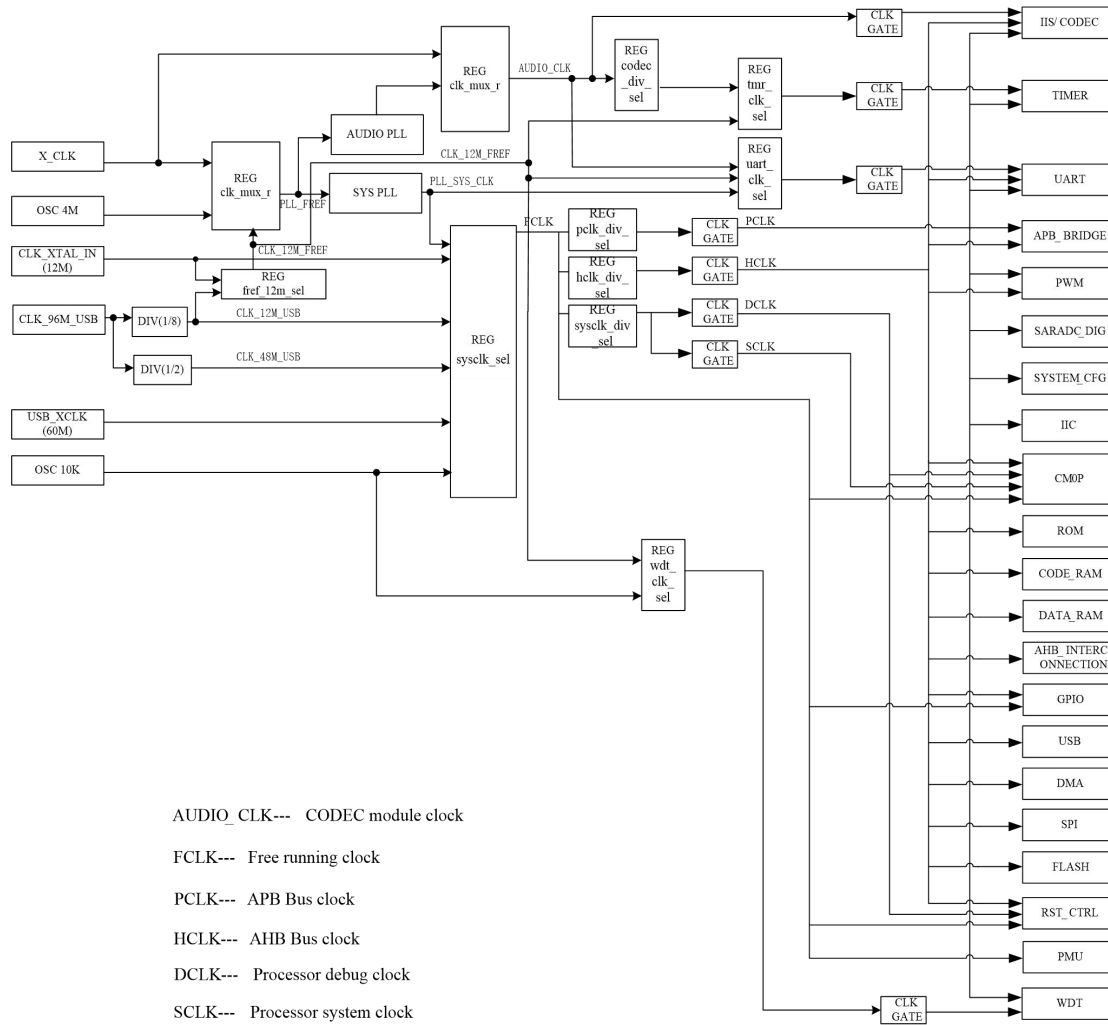 CLK
GATE
IIS/ CODEC
REG
clk_mux_r
AUDIO_CLK
REG
codec
_div_
sel
REG
tmr_
clk_
sel
CLK
GATE
TIMER
AUDIO PLL
X_CLK
REG
clk_mux_r
CLK_12M_FREF
REG
uart_
clk_
sel
CLK
GATE
UART
PLL_FREF
SYS PLL
PLL_SYS_CLK
OSC 4M
FCLK
REG
pclk_div_
sel
CLK
GATE
PCLK
APB_ BRIDGE
CLK_XTAL_IN
(12M)
CLK_12M_FREF
REG
fref_12m_sel
REG
hclk_div_
sel
CLK
GATE
HCLK
PWM
CLK_96M_USB
DIV(1/8)
CLK_12M_USB
REG
sysclk_sel
REG
sysclk_div
_sel
CLK
GATE
DCLK
SARADC_DIG
CLK
GATE
SCLK
DIV(1/2)
CLK_48M_USB
SYSTEM_CFG
USB_XCLK
(60M)
IIC
OSC 10K
CM0P
ROM
REG
wdt_
clk_
sel
CODE_RAM
DATA_RAM
AHB_INTERC
ONNECTION
GPIO
USB
DMA
SPI
FLASH
RST_CTRL
PMU
CLK
GATE
WDT
AUDIO_ CLK--- CODEC module clock
FCLK--- Free running clock
PCLK--- APB Bus clock
HCLK--- AHB Bus clock
DCLK--- Processor debug clock
SCLK--- Processor system clock